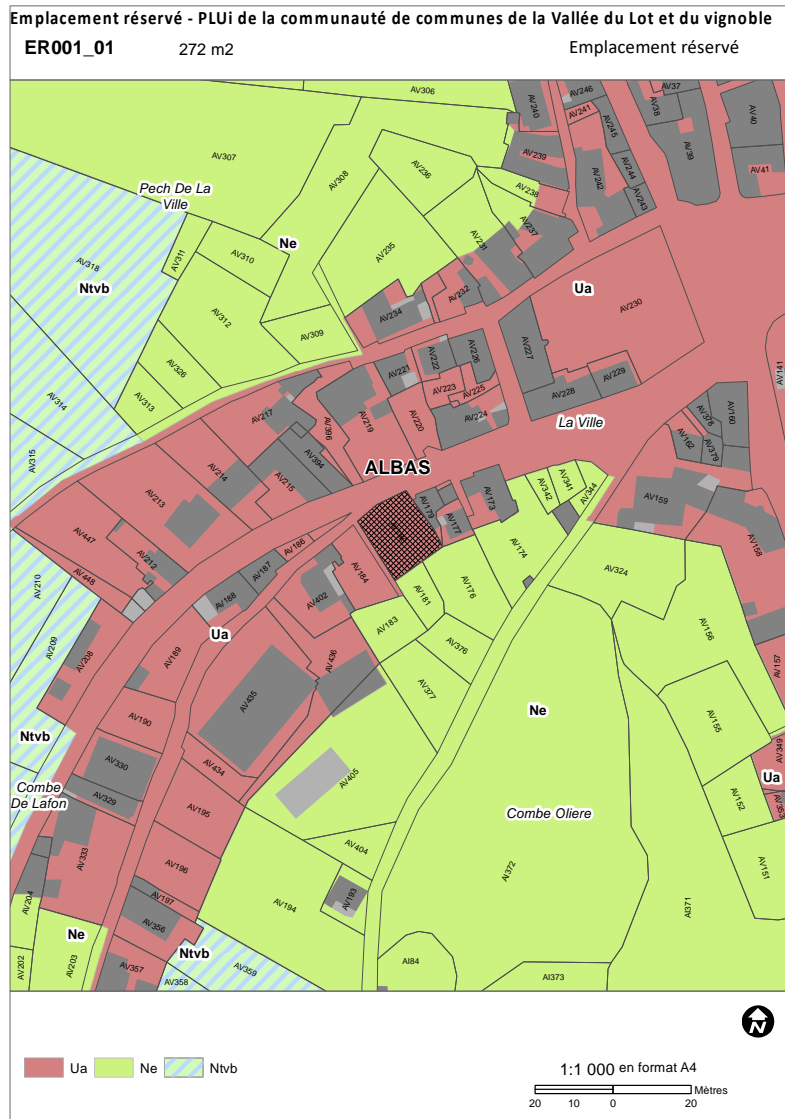 Emplacement réservé - PLUi de la communauté de communes de la Vallée du Lot et du vignoble
ER001_01 272 m2 Emplacement réservé
AV306
AV240
AV246
AV241
AV245
AV37
AV38
AV39
AV40
AV41
AV307
AV308
AV236
AV239
AV238
AV242
AV244
AV243
Pech De La
Ville
AV318
Ntvb
AV311
AV310
Ne
AV235
AV231
AV237
AV312
AV309
AV234
AV232
Ua
AV230
AV326
AV313
AV314
AV315
AV221
AV222
AV226
AV227
AV223
AV225
AV228
AV229
AV141
AV217
AV396
AV219
AV220
AV224
La Ville
AV378
AV160
AV162
AV379
AV394
ALBAS
AV214
AV215
AV213
AV179
AV177
AV173
AV342
AV341
AV344
AV159
AV158
AV447
AV448
AV212
AV186
AV187
AV188
AV402
AV184
AV174
AV324
AV210
AV209
AV208
Ua
AV189
AV183
AV181
AV176
AV376
AV377
AV156
AV157
AV436
AV435
Ne
AV155
AV349
Ntvb
AV190
AV330
AV329
AV434
AV405
Ua
AV353
AV152
Combe
De Lafon
AV195
Combe Oliere
AV333
AV196
AV404
AI372
AV151
AV204
AV197
AV356
AV194
AV193
AI371
Ne
Ntvb
AV202
AV203
AV357
AV358
AV359
AI84
AI373
N
Ua Ne Ntvb
1:1 000 en format A4
Mètres
20 10 0 20